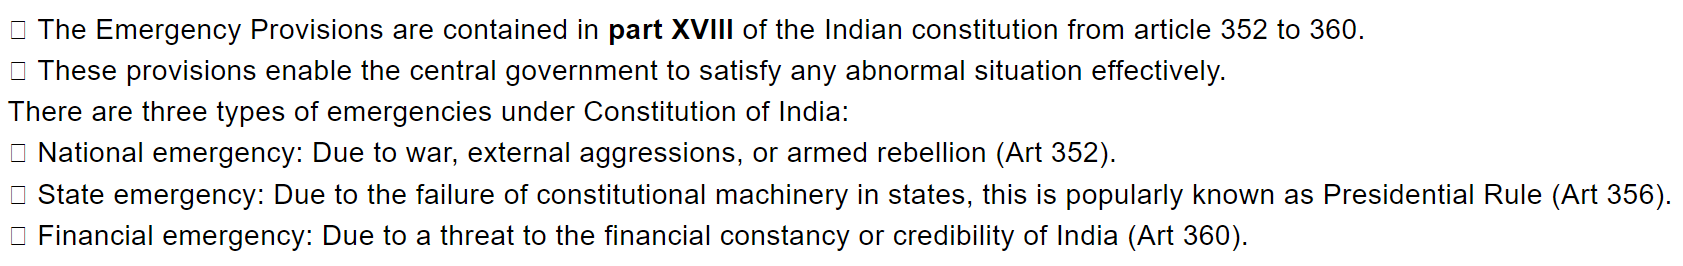 The Emergency Provisions are contained in part XVIII of the Indian constitution from article 352 to 360.
 These provisions enable the central government to satisfy any abnormal situation effectively.
There are three types of emergencies under Constitution of India:
 National emergency: Due to war, external aggressions, or armed rebellion (Art 352).
 State emergency: Due to the failure of constitutional machinery in states, this is popularly known as Presidential Rule (Art 356).
 Financial emergency: Due to a threat to the financial constancy or credibility of India (Art 360).